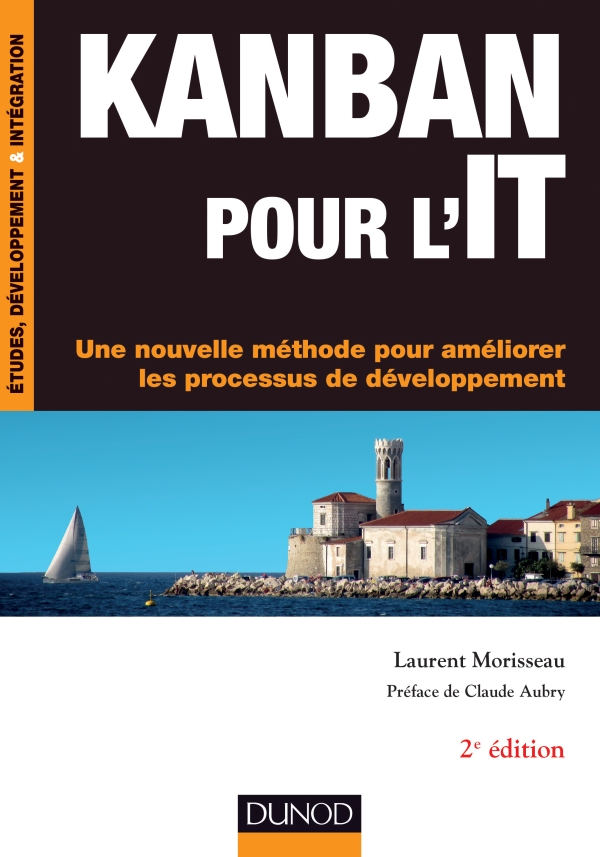 ÉTUDES, DÉVELOPPEMENT & INTÉGRATION
KANBAN
POUR L'IT
Une nouvelle méthode pour améliorer
les processus de développement
Laurent Morisseau
Préface de Claude Aubry
2e édition
DUNOD